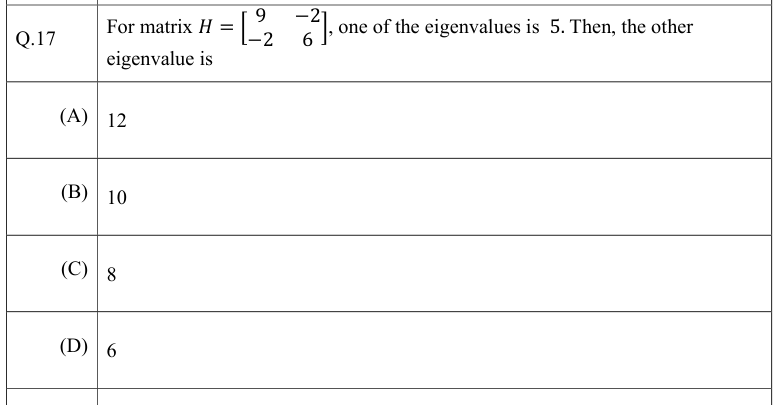 Q.17
For matrix 𝐻 = [ 9 −2
−2 6 ], one of the eigenvalues is 5. Then, the other
eigenvalue is
(A) 12
(B) 10
(C) 8
(D) 6